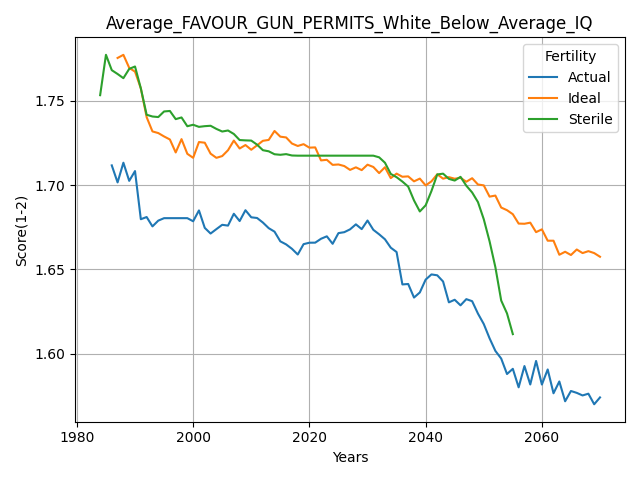 Average_FAVOUR_GUN_PERMITS_White_Below_Average_IQ
Fertility
Actual
Ideal
Sterile
Score(1-2)
1.75
1.70
1.65
1.60
1980
2000
2020
2040
2060
Years